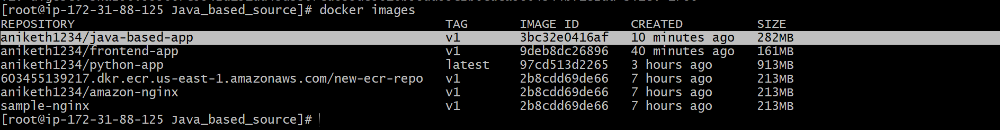 [root@ip-172-31-88-125 Java_based_source]# docker images
REPOSITORY TAG IMAGE ID CREATED SIZE
aniketh1234/java-based-app v1 3bc32e0416af 10 minutes ago 282MB
aniketh1234/frontend-app v1 9deb8dc26896 40 minutes ago 161MB
aniketh1234/python-app latest 97cd513d2265 3 hours ago 913MB
603455139217.dkr.ecr.us-east-1.amazonaws.com/new-ecr-repo v1 2b8cdd69de66 7 hours ago 213MB
aniketh1234/amazon-nginx v1 2b8cdd69de66 7 hours ago 213MB
sample-nginx v1 2b8cdd69de66 7 hours ago 213MB
[root@ip-172-31-88-125 Java_based_source]#